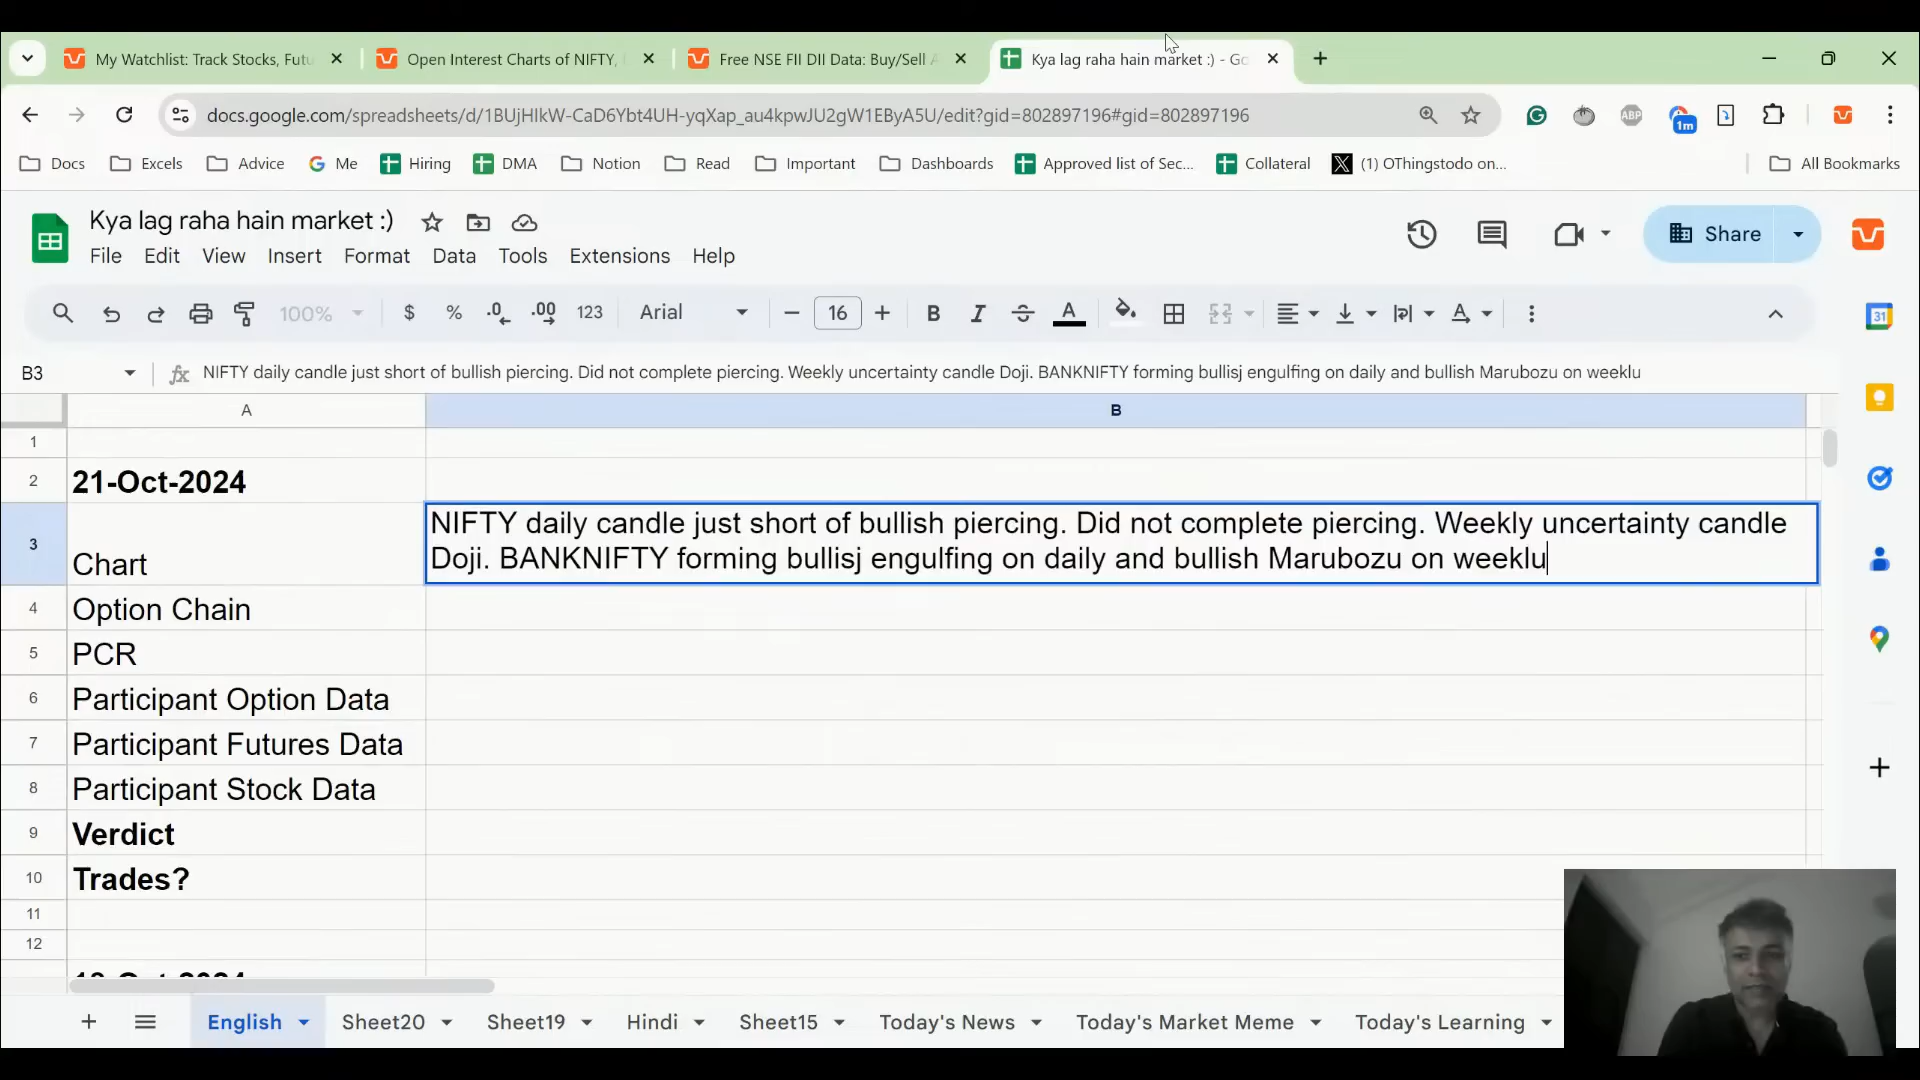 My Watchlist: Track Stocks, Futu
Open Interest Charts of NIFTY,
Free NSE FII DII Data: Buy/Sell A
Kya lag raha hain market :) - Go
docs.google.com/spreadsheets/d/1BUjHIkW-CaD6Ybt4UH-yqXap_au4kpwJU2gW1EByA5U/edit?gid=802897196#gid=802897196
ABP
1m
Docs
Excels
Advice
Me
Hiring
DMA
Notion
Read
Important
Dashboards
Approved list of Sec...
Collateral
(1) OThingstodo on...
All Bookmarks
Kya lag raha hain market :)
File Edit View Insert Format Data Tools Extensions Help
Share
100% $ % .0 .00 123 Arial 16 B I S A
31
B3
fx
NIFTY daily candle just short of bullish piercing. Did not complete piercing. Weekly uncertainty candle Doji. BANKNIFTY forming bullisj engulfing on daily and bullish Marubozu on weeklu
A B
1
2 21-Oct-2024
NIFTY daily candle just short of bullish piercing. Did not complete piercing. Weekly uncertainty candle
3 Chart Doji. BANKNIFTY forming bullisj engulfing on daily and bullish Marubozu on weeklu
4 Option Chain
5 PCR
6 Participant Option Data
7 Participant Futures Data
8 Participant Stock Data
9 Verdict
10 Trades?
11
12
English
Sheet20
Sheet19
Hindi
Sheet15
Today's News
Today's Market Meme
Today's Learning